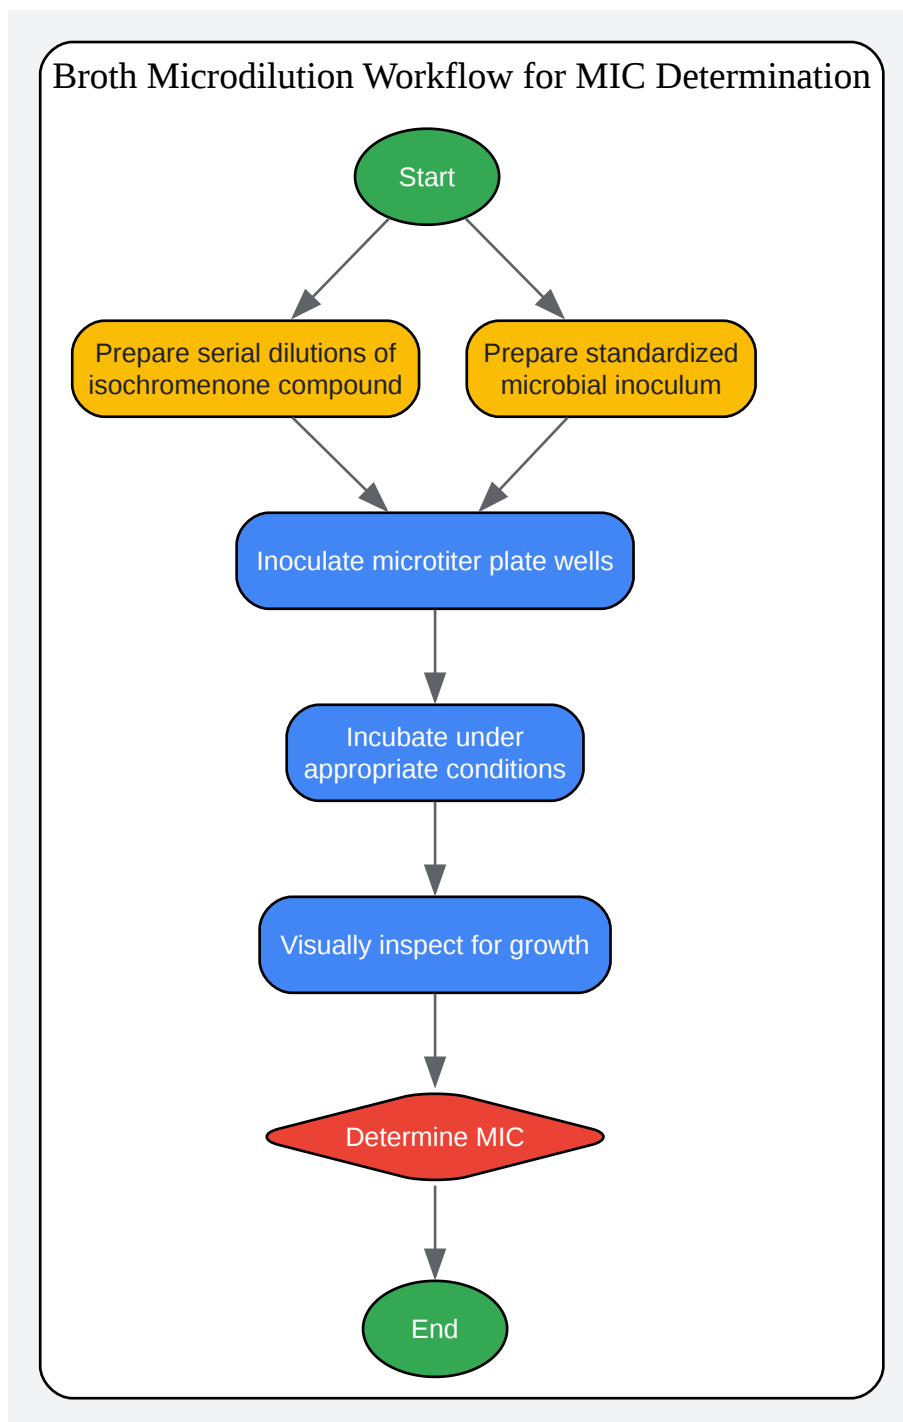 Broth Microdilution Workflow for MIC Determination
Start
Prepare serial dilutions of
isochromenone compound
Prepare standardized
microbial inoculum
Inoculate microtiter plate wells
Incubate under
appropriate conditions
Visually inspect for growth
Determine MIC
End